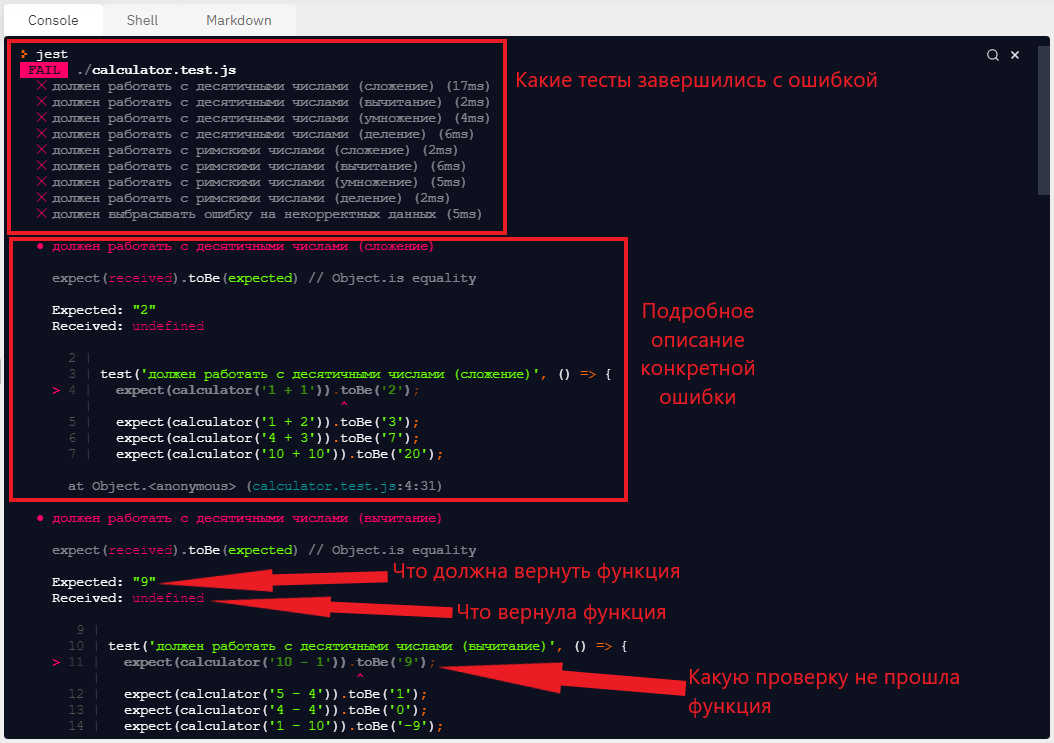 Console Shell Markdown
jest
FAIL ./calculator.test.js
Какие тесты завершились с ошибкой
✕ должен работать с десятичными числами (сложение) (17ms)
✕ должен работать с десятичными числами (вычитание) (2ms)
✕ должен работать с десятичными числами (умножение) (4ms)
✕ должен работать с десятичными числами (деление) (6ms)
✕ должен работать с римскими числами (сложение) (2ms)
✕ должен работать с римскими числами (вычитание) (6ms)
✕ должен работать с римскими числами (умножение) (5ms)
✕ должен работать с римскими числами (деление) (2ms)
✕ должен выбрасывать ошибку на некорректных данных (5ms)
● должен работать с десятичными числами (сложение)
expect(received).toBe(expected) // Object.is equality
Expected: "2"
Received: undefined
Подробное
описание
конкретной
ошибки
2 |
3 | test('должен работать с десятичными числами (сложение)', () => {
> 4 | expect(calculator('1 + 1')).toBe('2');
| ^
5 | expect(calculator('1 + 2')).toBe('3');
6 | expect(calculator('4 + 3')).toBe('7');
7 | expect(calculator('10 + 10')).toBe('20');
at Object.<anonymous> (calculator.test.js:4:31)
● должен работать с десятичными числами (вычитание)
expect(received).toBe(expected) // Object.is equality
Expected: "9"
Что должна вернуть функция
Received: undefined
Что вернула функция
9 |
10 | test('должен работать с десятичными числами (вычитание)', () => {
> 11 | expect(calculator('10 - 1')).toBe('9');
| ^
Какую проверку не прошла
функция
12 | expect(calculator('5 - 4')).toBe('1');
13 | expect(calculator('4 - 4')).toBe('0');
14 | expect(calculator('1 - 10')).toBe('-9');